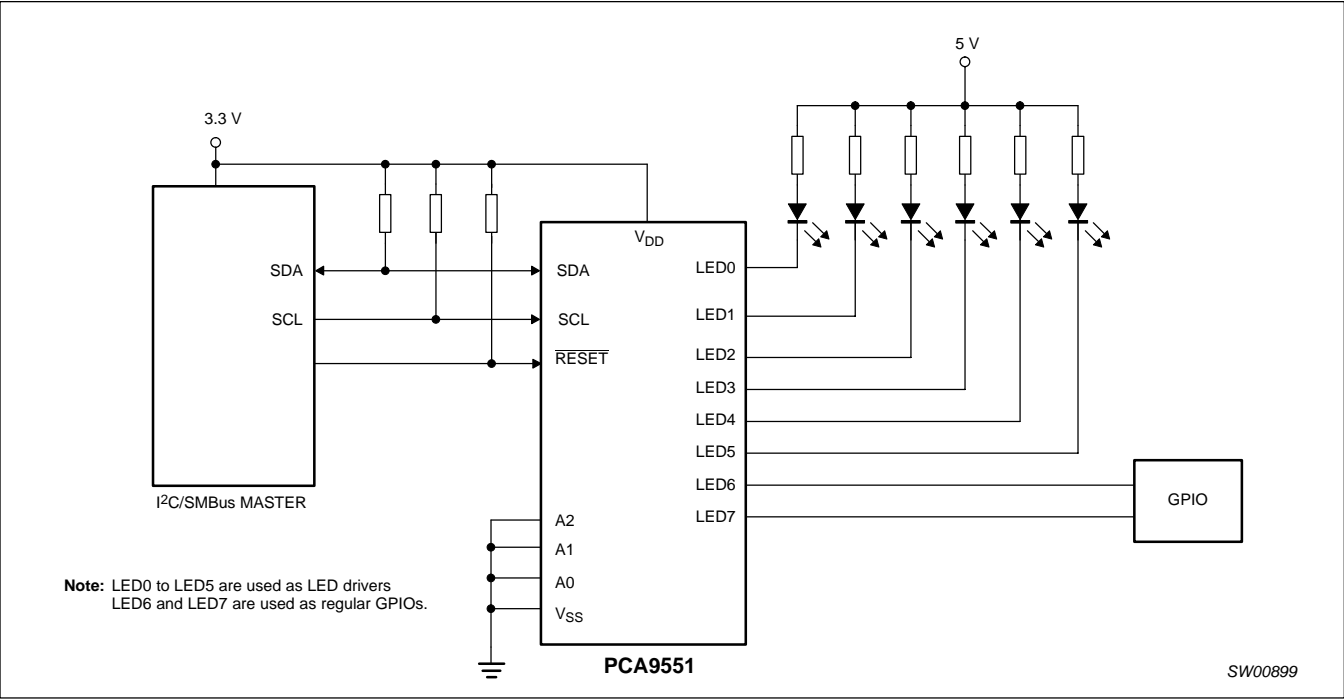 5 V
3.3 V
VDD
SDA
SDA
LED0
SCL
SCL
LED1
RESET
LED2
LED3
LED4
LED5
LED6
LED7
GPIO
I2C/SMBus MASTER
A2
A1
A0
VSS
Note: LED0 to LED5 are used as LED drivers
LED6 and LED7 are used as regular GPIOs.
PCA9551
SW00899